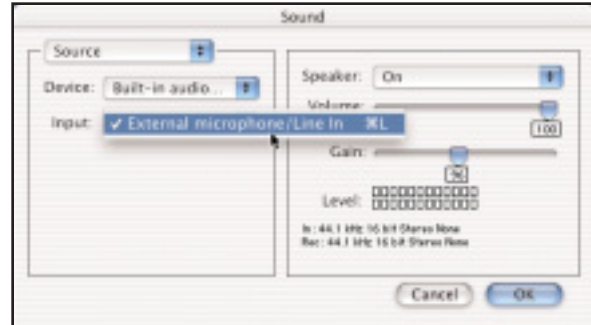 Sound
Source
Device: Built-in audio...
Input: ✓ External microphone/Line In ⌘L
Speaker: On
Volume:
100
Gain:
Level:
In: 44.1 kHz 16 bit Stereo None
Rec: 44.1 kHz 16 bit Stereo None
Cancel
OK